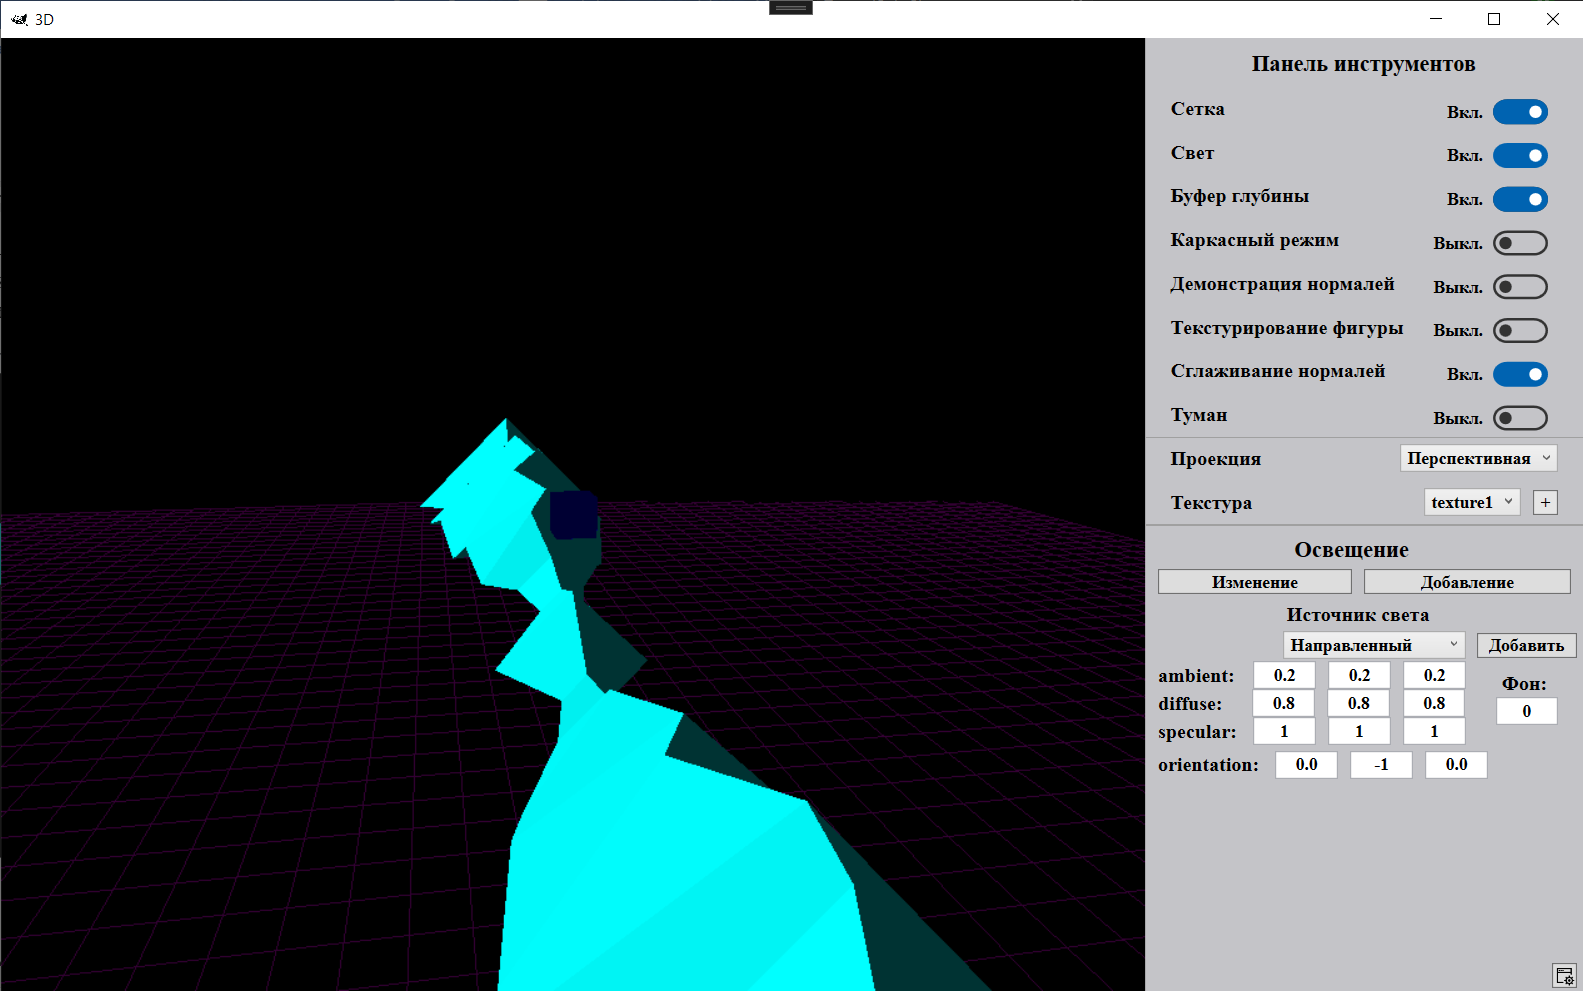 3D
Панель инструментов
Сетка Вкл.
Свет Вкл.
Буфер глубины Вкл.
Каркасный режим Выкл.
Демонстрация нормалей Выкл.
Текстурирование фигуры Выкл.
Сглаживание нормалей Вкл.
Туман Выкл.
Проекция Перспективная
Текстура texture1 +
Освещение
Изменение Добавление
Источник света
Направленный Добавить
ambient: 0.2 0.2 0.2 Фон:
diffuse: 0.8 0.8 0.8 0
specular: 1 1 1
orientation: 0.0 -1 0.0